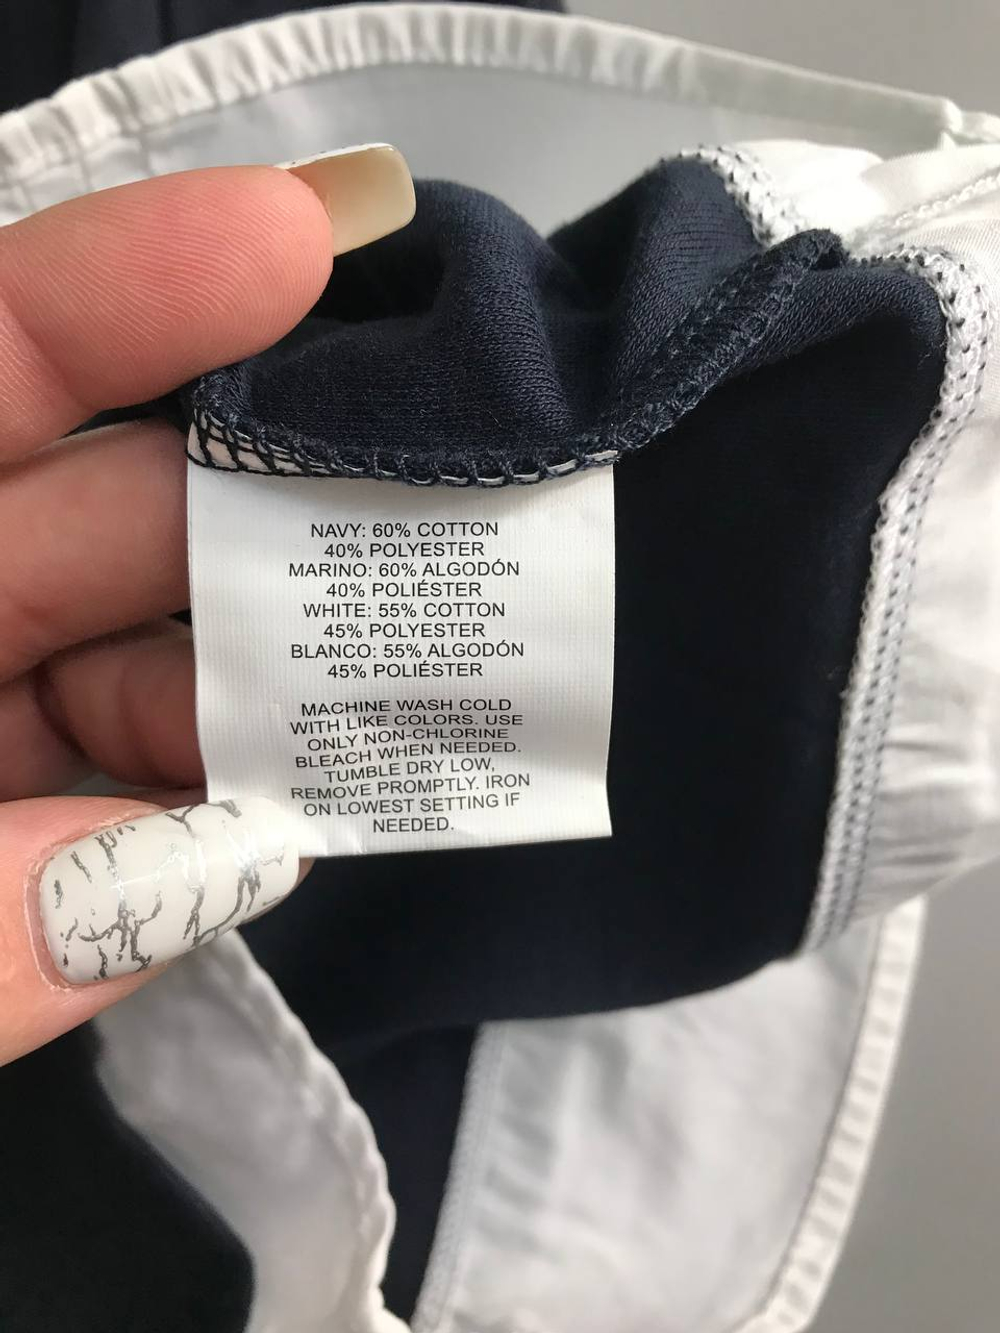 NAVY: 60% COTTON
40% POLYESTER
MARINO: 60% ALGODÓN
40% POLIÉSTER
WHITE: 55% COTTON
45% POLYESTER
BLANCO: 55% ALGODÓN
45% POLIÉSTER
MACHINE WASH COLD
WITH LIKE COLORS. USE
ONLY NON-CHLORINE
BLEACH WHEN NEEDED.
TUMBLE DRY LOW,
REMOVE PROMPTLY. IRON
ON LOWEST SETTING IF
NEEDED.